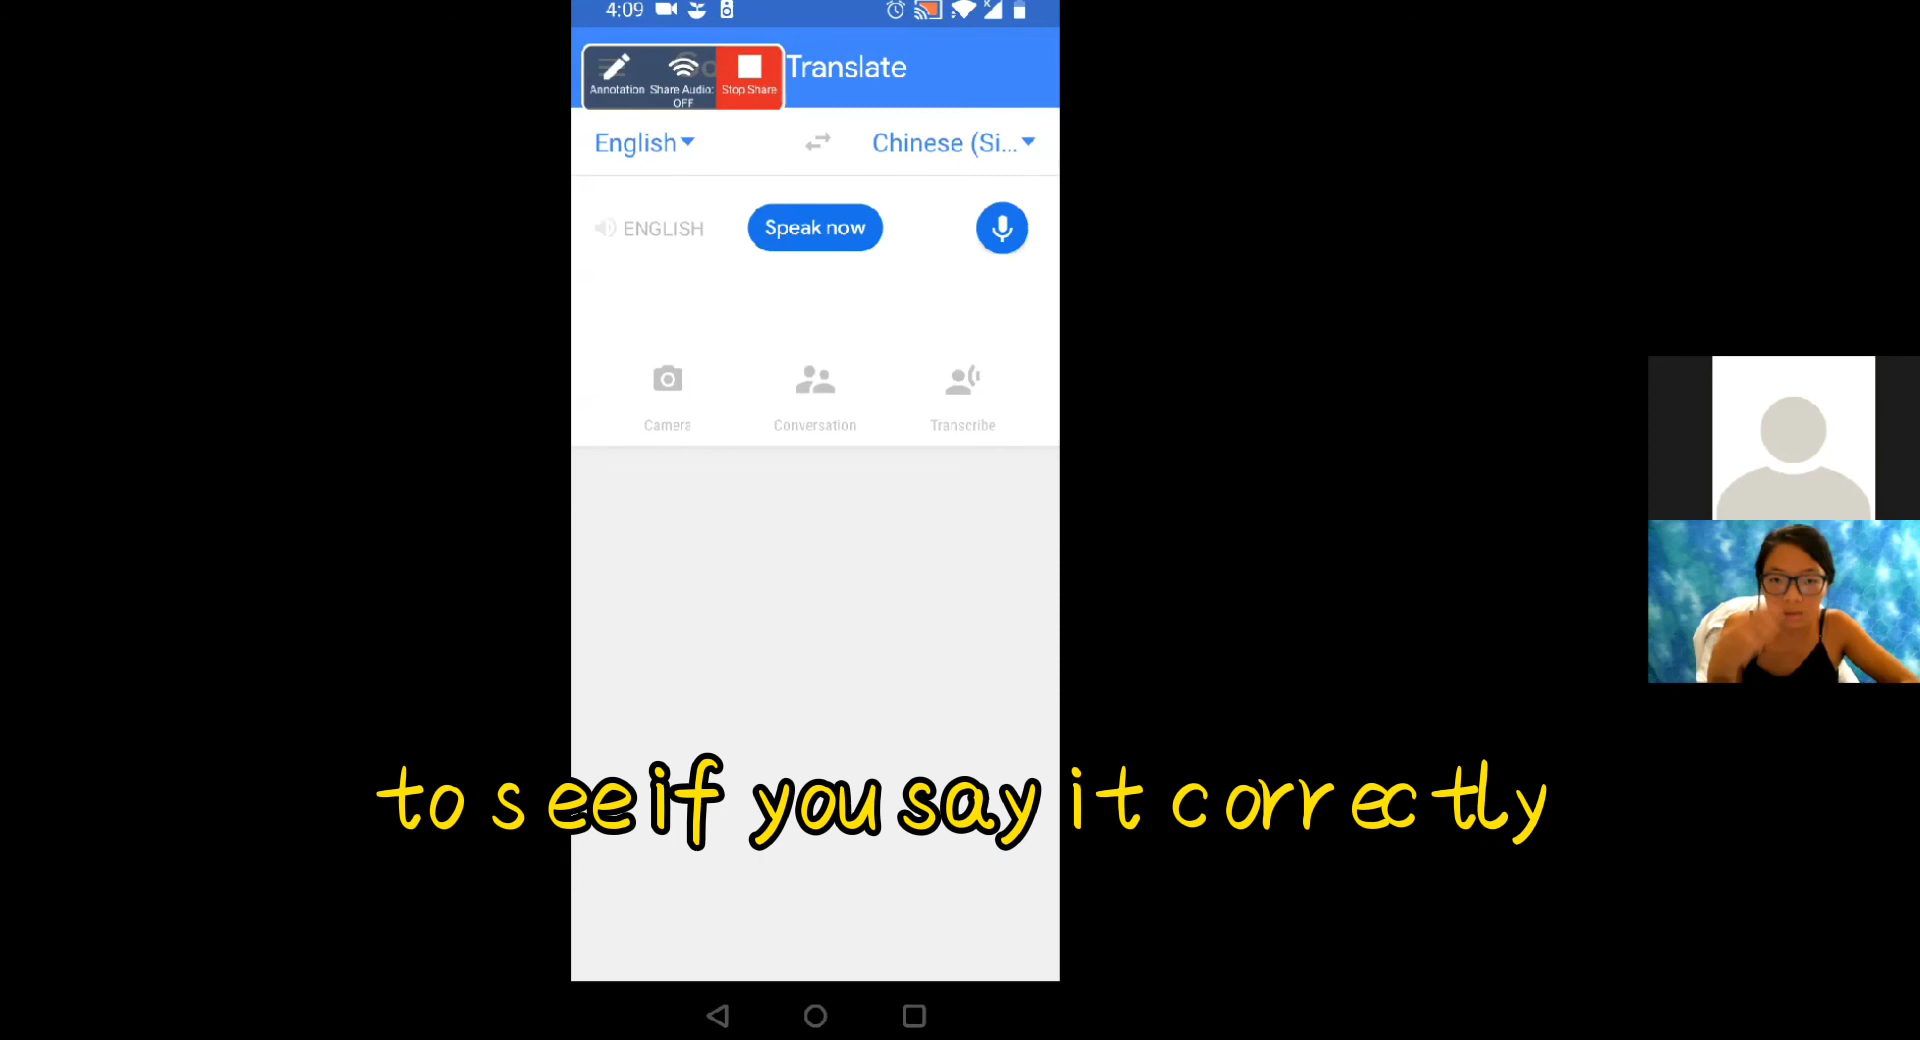 4:09
Translate
Annotation Share Audio: OFF Stop Share
English Chinese (Si...
ENGLISH Speak now
Camera Conversation Transcribe
to see if you say it correctly